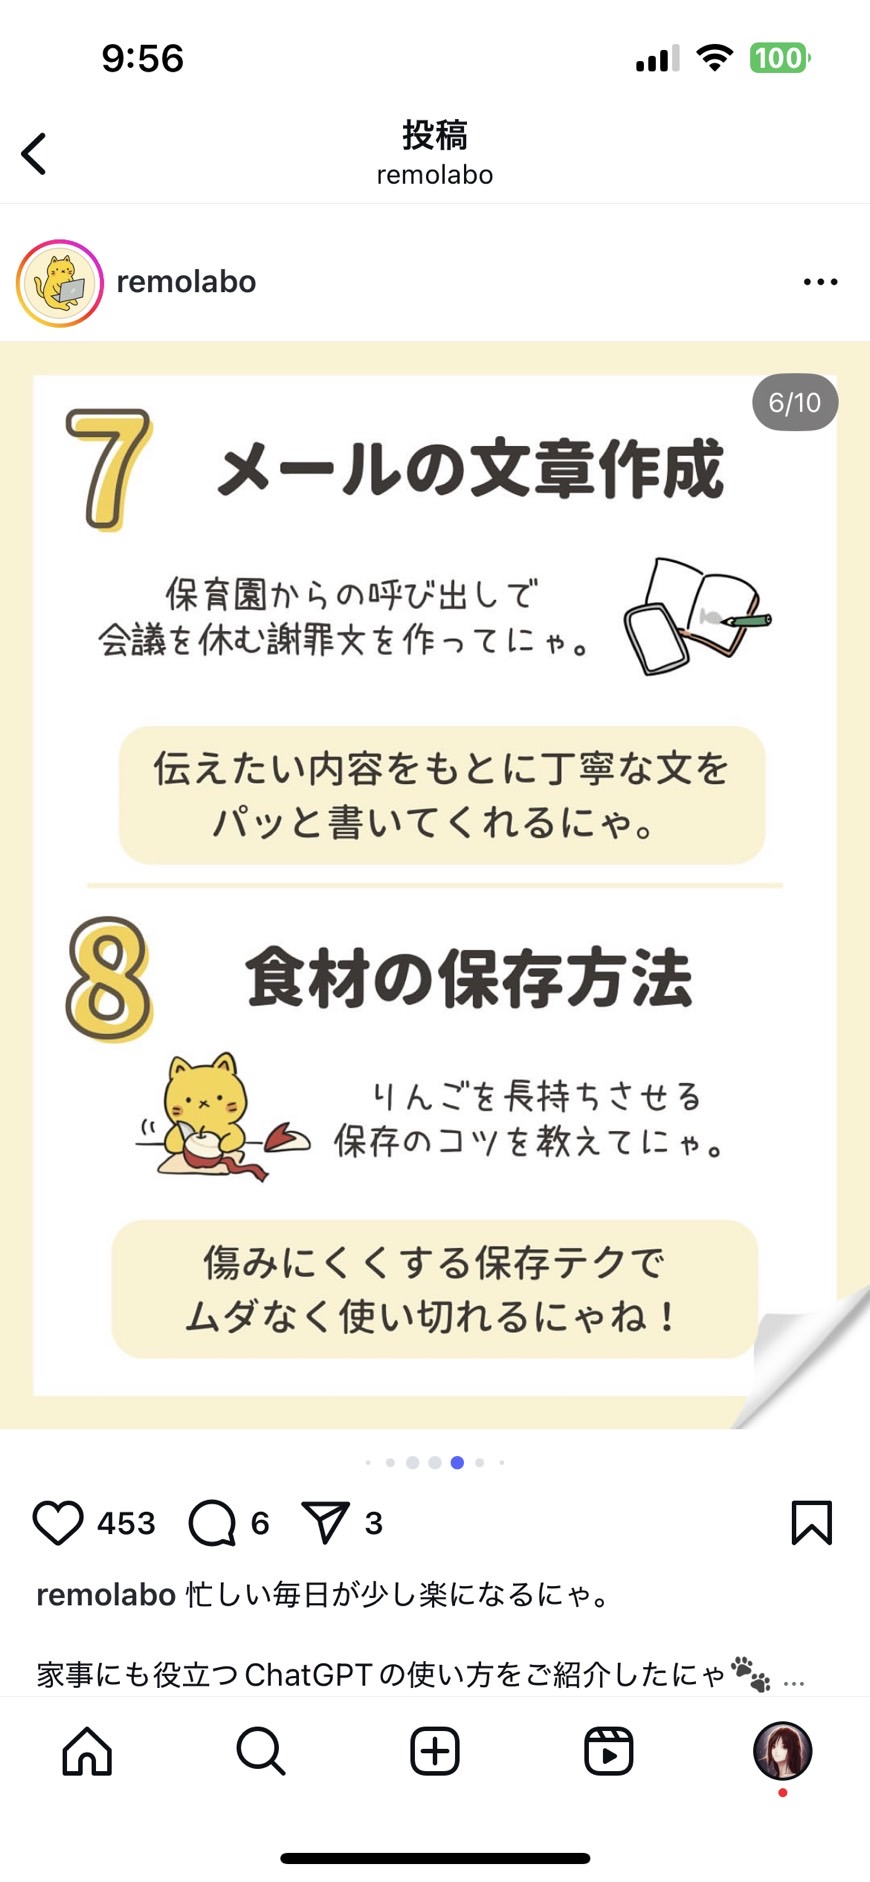 9:56
100
投稿
remolabo
remolabo
6/10
7 メールの文章作成
保育園からの呼び出しで
会議を休む謝罪文を作ってにゃ。
伝えたい内容をもとに丁寧な文を
パッと書いてくれるにゃ。
8 食材の保存方法
りんごを長持ちさせる
保存のコツを教えてにゃ。
傷みにくくする保存テクで
ムダなく使い切れるにゃね！
453 6 3
remolabo 忙しい毎日が少し楽になるにゃ。
家事にも役立つChatGPTの使い方をご紹介したにゃ🐾 ...